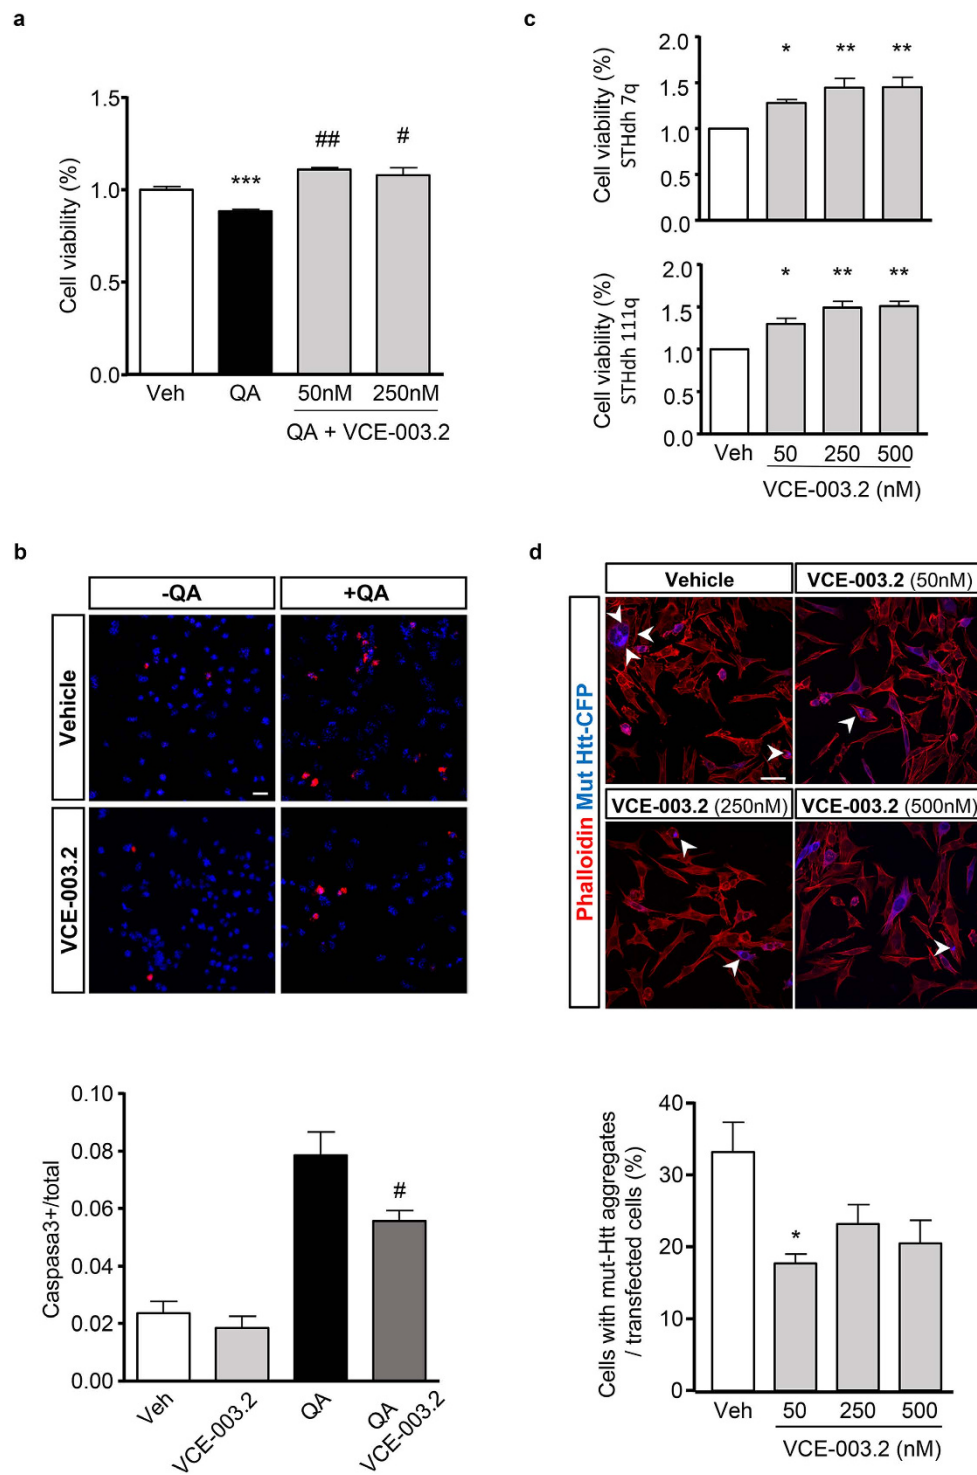 a
Cell viability (%)
1.5
1.0
0.5
0.0
***
##
#
Veh
QA
50nM
250nM
QA + VCE-003.2
c
Cell viability (%)
STHdh 7q
2.0
1.5
1.0
0.5
0.0
*
**
**
Cell viability (%)
STHdh 111q
2.0
1.5
1.0
0.5
0.0
*
**
**
Veh
50
250
500
VCE-003.2 (nM)
b
-QA
+QA
Vehicle
VCE-003.2
Caspasa3+/total
0.10
0.08
0.06
0.04
0.02
0.00
#
Veh
VCE-003.2
QA
QA
VCE-003.2
d
Phalloidin Mut Htt-CFP
Vehicle
VCE-003.2 (50nM)
VCE-003.2 (250nM)
VCE-003.2 (500nM)
Cells with mut-Htt aggregates
/ transfected cells (%)
40
30
20
10
0
*
Veh
50
250
500
VCE-003.2 (nM)